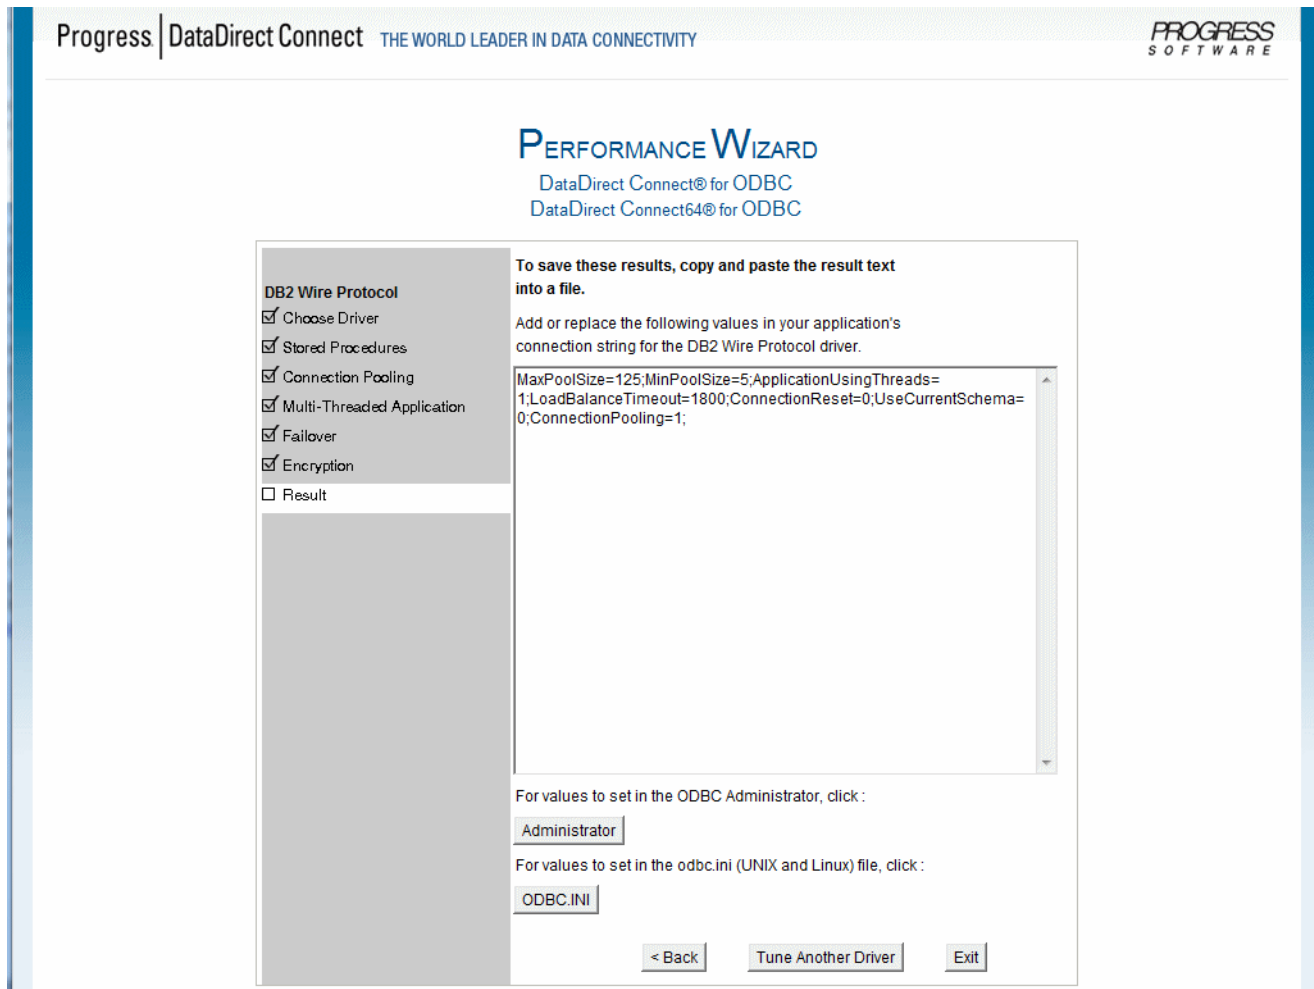 Progress. | DataDirect Connect THE WORLD LEADER IN DATA CONNECTIVITY
PROGRESS
SOFTWARE
PERFORMANCE WIZARD
DataDirect Connect® for ODBC
DataDirect Connect64® for ODBC
DB2 Wire Protocol
Choose Driver
Stored Procedures
Connection Pooling
Multi-Threaded Application
Failover
Encryption
Result
To save these results, copy and paste the result text
into a file.
Add or replace the following values in your application's
connection string for the DB2 Wire Protocol driver.
MaxPoolSize=125;MinPoolSize=5;ApplicationUsingThreads=
1;LoadBalanceTimeout=1800;ConnectionReset=0;UseCurrentSchema=
0;ConnectionPooling=1;
For values to set in the ODBC Administrator, click :
Administrator
For values to set in the odbc.ini (UNIX and Linux) file, click :
ODBC.INI
< Back
Tune Another Driver
Exit